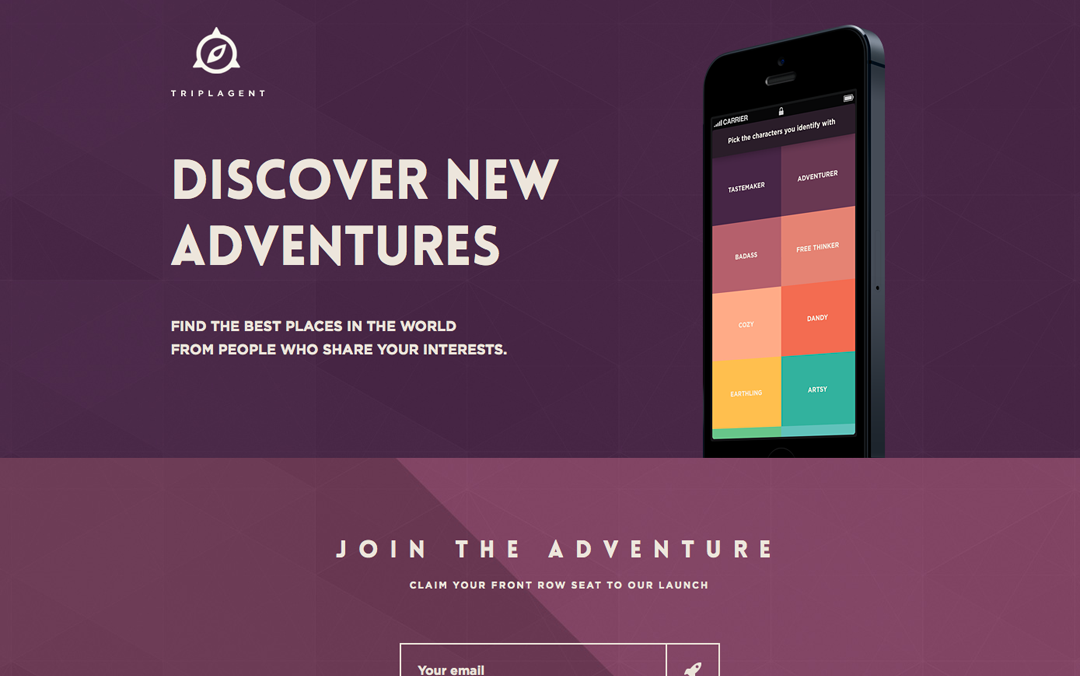 TRIPLAGENT
DISCOVER NEW
ADVENTURES
FIND THE BEST PLACES IN THE WORLD
FROM PEOPLE WHO SHARE YOUR INTERESTS.
CARRIER
Pick the characters you identify with
TASTEMAKER
ADVENTURER
BADASS
FREE THINKER
COZY
DANDY
EARTHLING
ARTSY
JOIN THE ADVENTURE
CLAIM YOUR FRONT ROW SEAT TO OUR LAUNCH
Your email